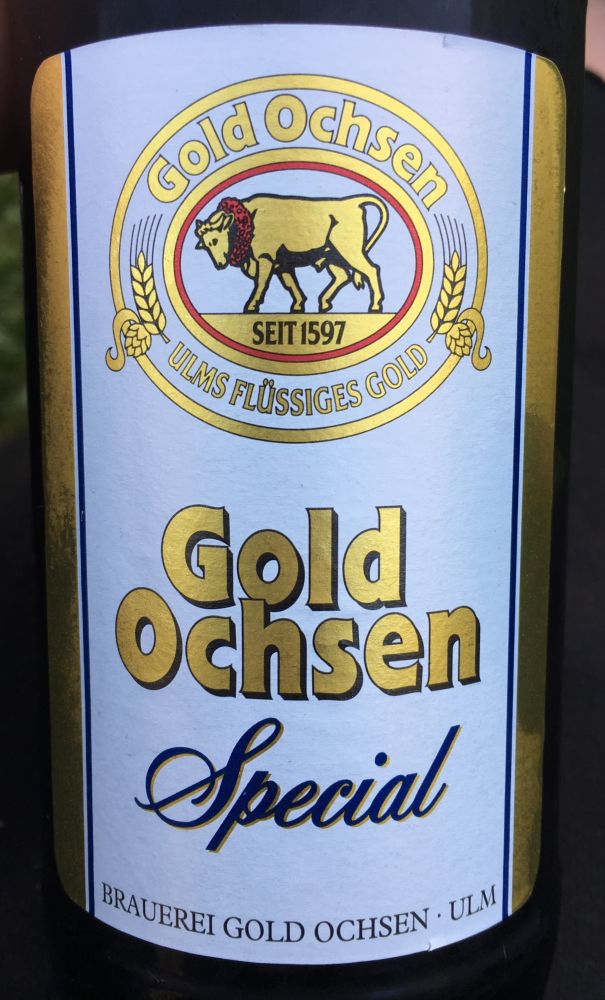 Gold Ochsen
SEIT 1597
ULMS FLÜSSIGES GOLD
Gold
Ochsen
Special
BRAUEREI GOLD OCHSEN · ULM